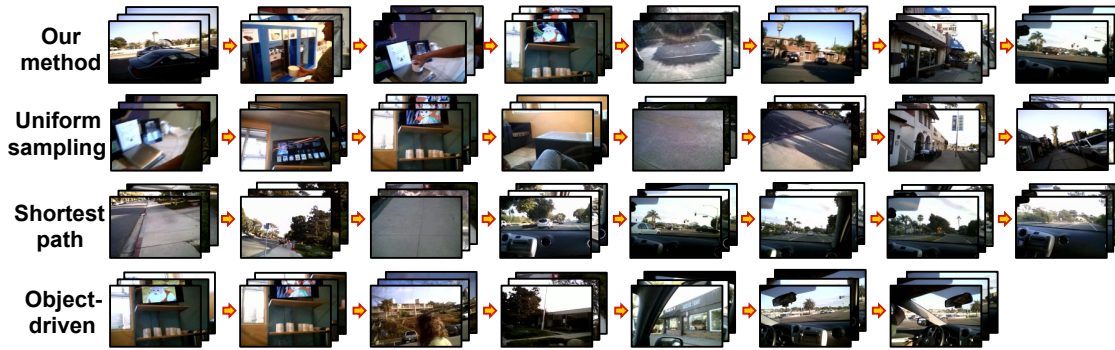 Our
method
Uniform
sampling
Shortest
path
Object-
driven